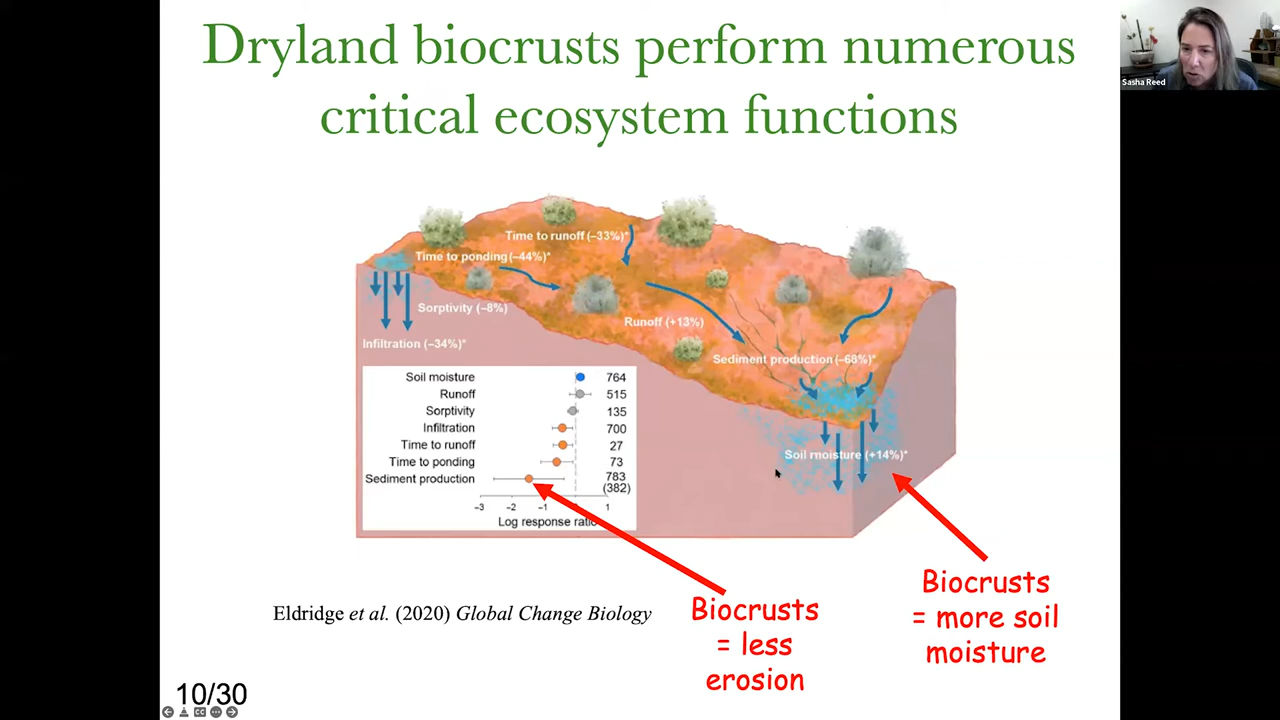 Dryland biocrusts perform numerous
critical ecosystem functions
Sasha Reed
Time to runoff (–33%)*
Time to ponding (–44%)*
Sorptivity (–8%)
Runoff (+13%)
Infiltration (–34%)*
Sediment production (–68%)*
Soil moisture (+14%)*
Soil moisture 764
Runoff 515
Sorptivity 135
Infiltration 700
Time to runoff 27
Time to ponding 73
Sediment production 783
(382)
–3 –2 –1 1
Log response ratio
Biocrusts
= less
erosion
Biocrusts
= more soil
moisture
Eldridge et al. (2020) Global Change Biology
10/30
CC